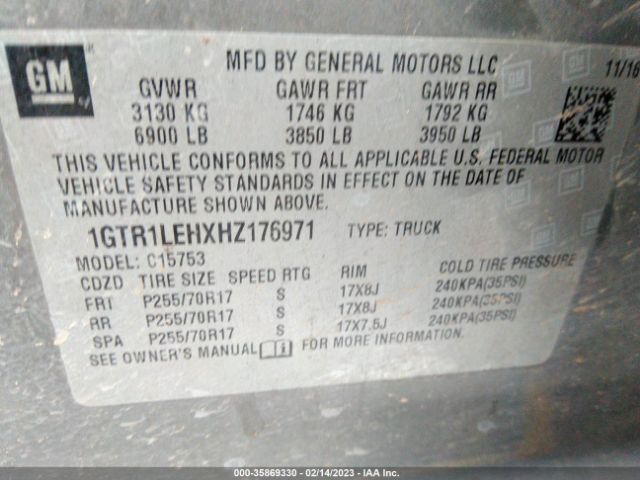 GM
MFD BY GENERAL MOTORS LLC 11/16
GVWR GAWR FRT GAWR RR
3130 KG 1746 KG 1792 KG
6900 LB 3850 LB 3950 LB
THIS VEHICLE CONFORMS TO ALL APPLICABLE U.S. FEDERAL MOTOR
VEHICLE SAFETY STANDARDS IN EFFECT ON THE DATE OF
MANUFACTURE SHOWN ABOVE.
1GTR1LEHXHZ176971 TYPE: TRUCK
MODEL: C15753
CDZD TIRE SIZE SPEED RTG RIM COLD TIRE PRESSURE
FRT P255/70R17 S 17X8J 240KPA(35PSI)
RR P255/70R17 S 17X8J 240KPA(35PSI)
SPA P255/70R17 S 17X7.5J 240KPA(35PSI)
SEE OWNER'S MANUAL FOR MORE INFORMATION.
000-35869330 - 02/14/2023 - IAA Inc.